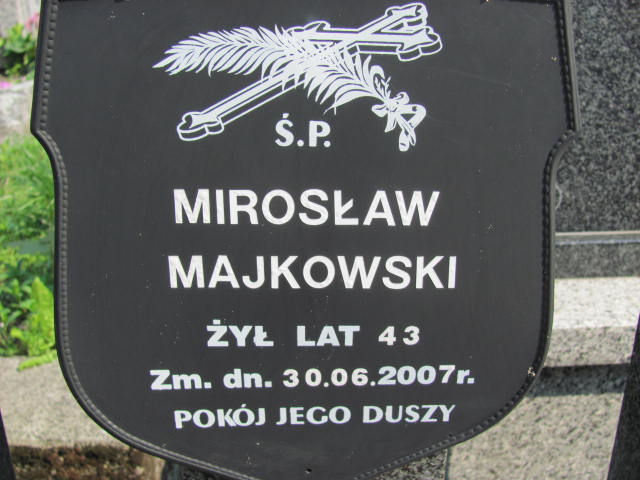 Ś.P.
MIROSŁAW
MAJKOWSKI
ŻYŁ LAT 43
Zm. dn. 30.06.2007r.
POKÓJ JEGO DUSZY